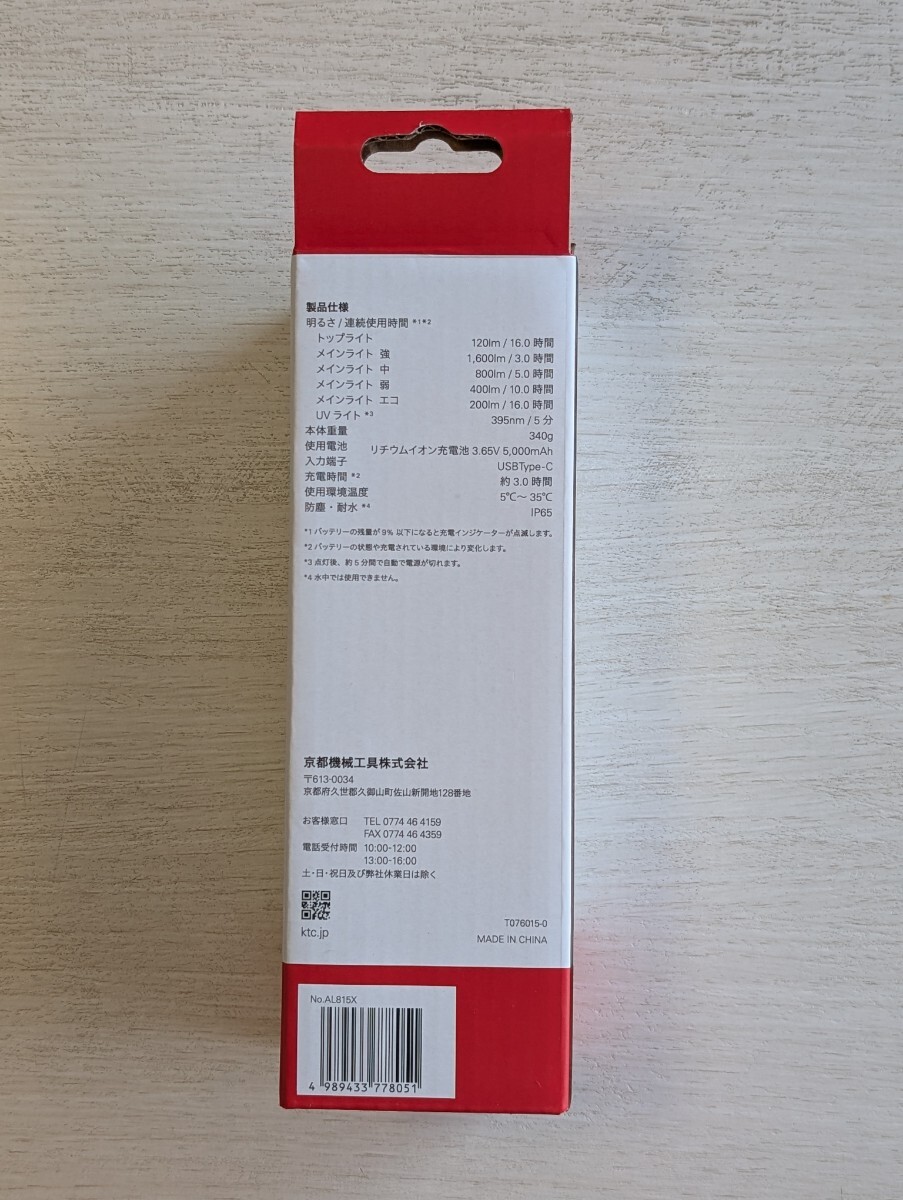 製品仕様
明るさ / 連続使用時間 *1*2
トップライト 120lm / 16.0 時間
メインライト 強 1,600lm / 3.0 時間
メインライト 中 800lm / 5.0 時間
メインライト 弱 400lm / 10.0 時間
メインライト エコ 200lm / 16.0 時間
UV ライト *3 395nm / 5 分
本体重量 340g
使用電池 リチウムイオン充電池 3.65V 5,000mAh
入力端子 USBType-C
充電時間 *2 約 3.0 時間
使用環境温度 5℃〜 35℃
防塵・耐水 *4 IP65
*1 バッテリーの残量が 9% 以下になると充電インジケーターが点滅します。
*2 バッテリーの状態や充電されている環境により変化します。
*3 点灯後、約 5 分間で自動で電源が切れます。
*4 水中では使用できません。
京都機械工具株式会社
〒613-0034
京都府久世郡久御山町佐山新開地128番地
お客様窓口 TEL 0774 46 4159
FAX 0774 46 4359
電話受付時間 10:00-12:00
13:00-16:00
土・日・祝日及び弊社休業日は除く
ktc.jp
T076015-0
MADE IN CHINA
No.AL815X
4 989433 778051